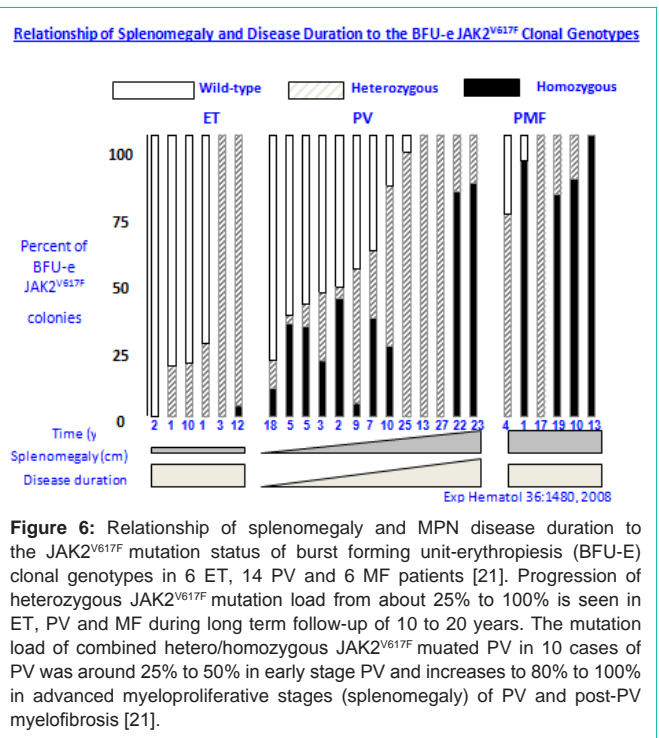 Relationship of Splenomegaly and Disease Duration to the BFU-e JAK2V617F Clonal Genotypes
Wild-type Heterozygous Homozygous
ET PV PMF
100
75
50
25
0
Percent of
BFU-e
JAK2V617F
colonies
Time (y 2 1 10 1 3 12 18 5 5 3 2 9 7 10 25 13 27 22 23 4 1 17 19 10 13
Splenomegaly(cm)
Disease duration
Exp Hematol 36:1480, 2008
Figure 6: Relationship of splenomegaly and MPN disease duration to
the JAK2V617F mutation status of burst forming unit-erythropiesis (BFU-E)
clonal genotypes in 6 ET, 14 PV and 6 MF patients [21]. Progression of
heterozygous JAK2V617F mutation load from about 25% to 100% is seen in
ET, PV and MF during long term follow-up of 10 to 20 years. The mutation
load of combined hetero/homozygous JAK2V617F muated PV in 10 cases of
PV was around 25% to 50% in early stage PV and increases to 80% to 100%
in advanced myeloproliferative stages (splenomegaly) of PV and post-PV
myelofibrosis [21].